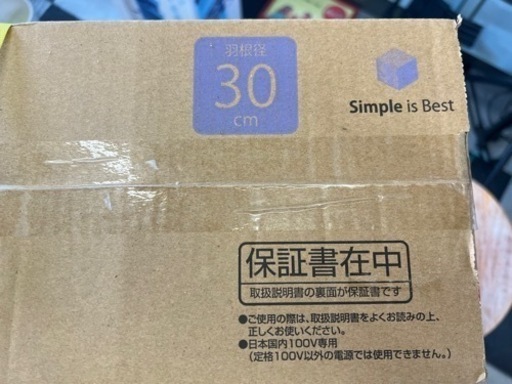 羽根径
30
cm
Simple is Best
保証書在中
取扱説明書の裏面が保証書です
●ご使用の際は、取扱説明書をよくお読みの上、
正しくお使いください。
●日本国内100V専用
(定格100V以外の電源では使用できません。)